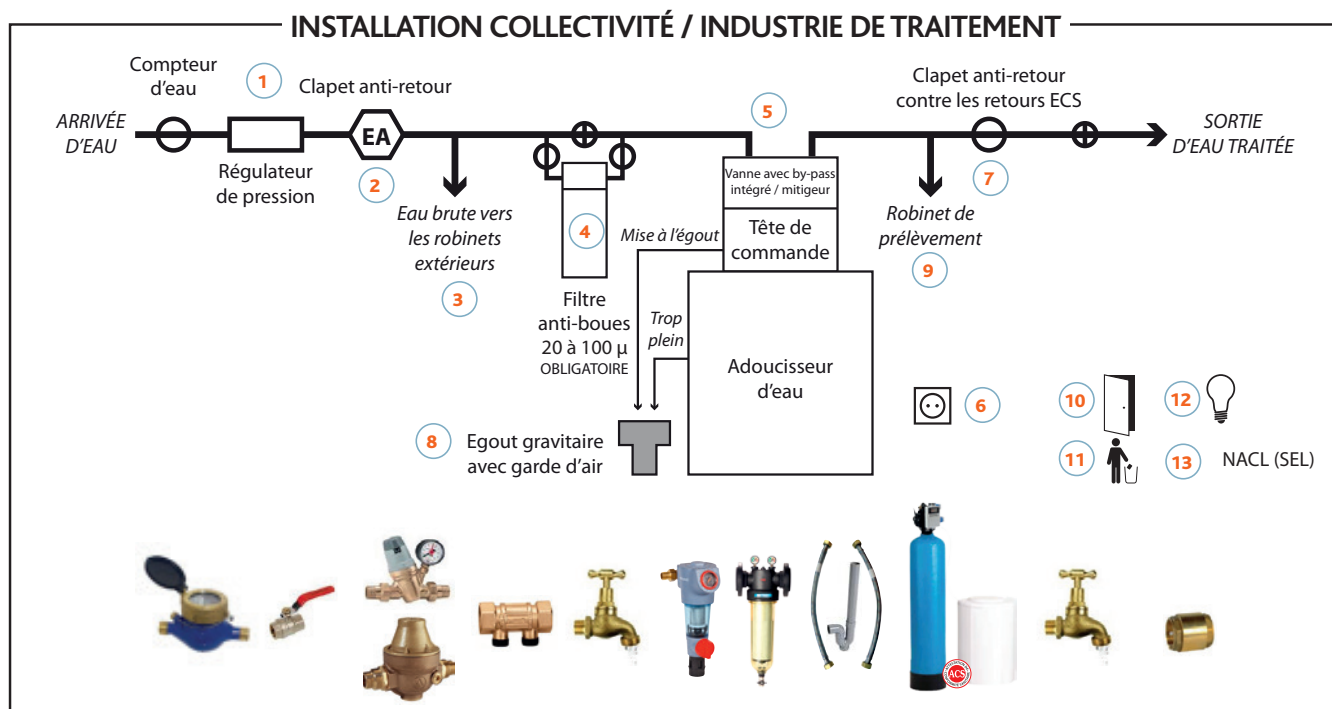 INSTALLATION COLLECTIVITÉ / INDUSTRIE DE TRAITEMENT
Compteur
d'eau
1
Clapet anti-retour
5
Clapet anti-retour
contre les retours ECS
ARRIVÉE
D'EAU
EA
SORTIE
D'EAU TRAITÉE
Régulateur
de pression
2
Eau brute vers
les robinets
extérieurs
3
4
Filtre
anti-boues
20 à 100 µ
OBLIGATOIRE
Vanne avec by-pass
intégré / mitigeur
Tête de
commande
Mise à l'égout
Trop
plein
Adoucisseur
d'eau
7
Robinet de
prélèvement
9
6
8
Egout gravitaire
avec garde d'air
10
12
11
13
NACL (SEL)
ACS